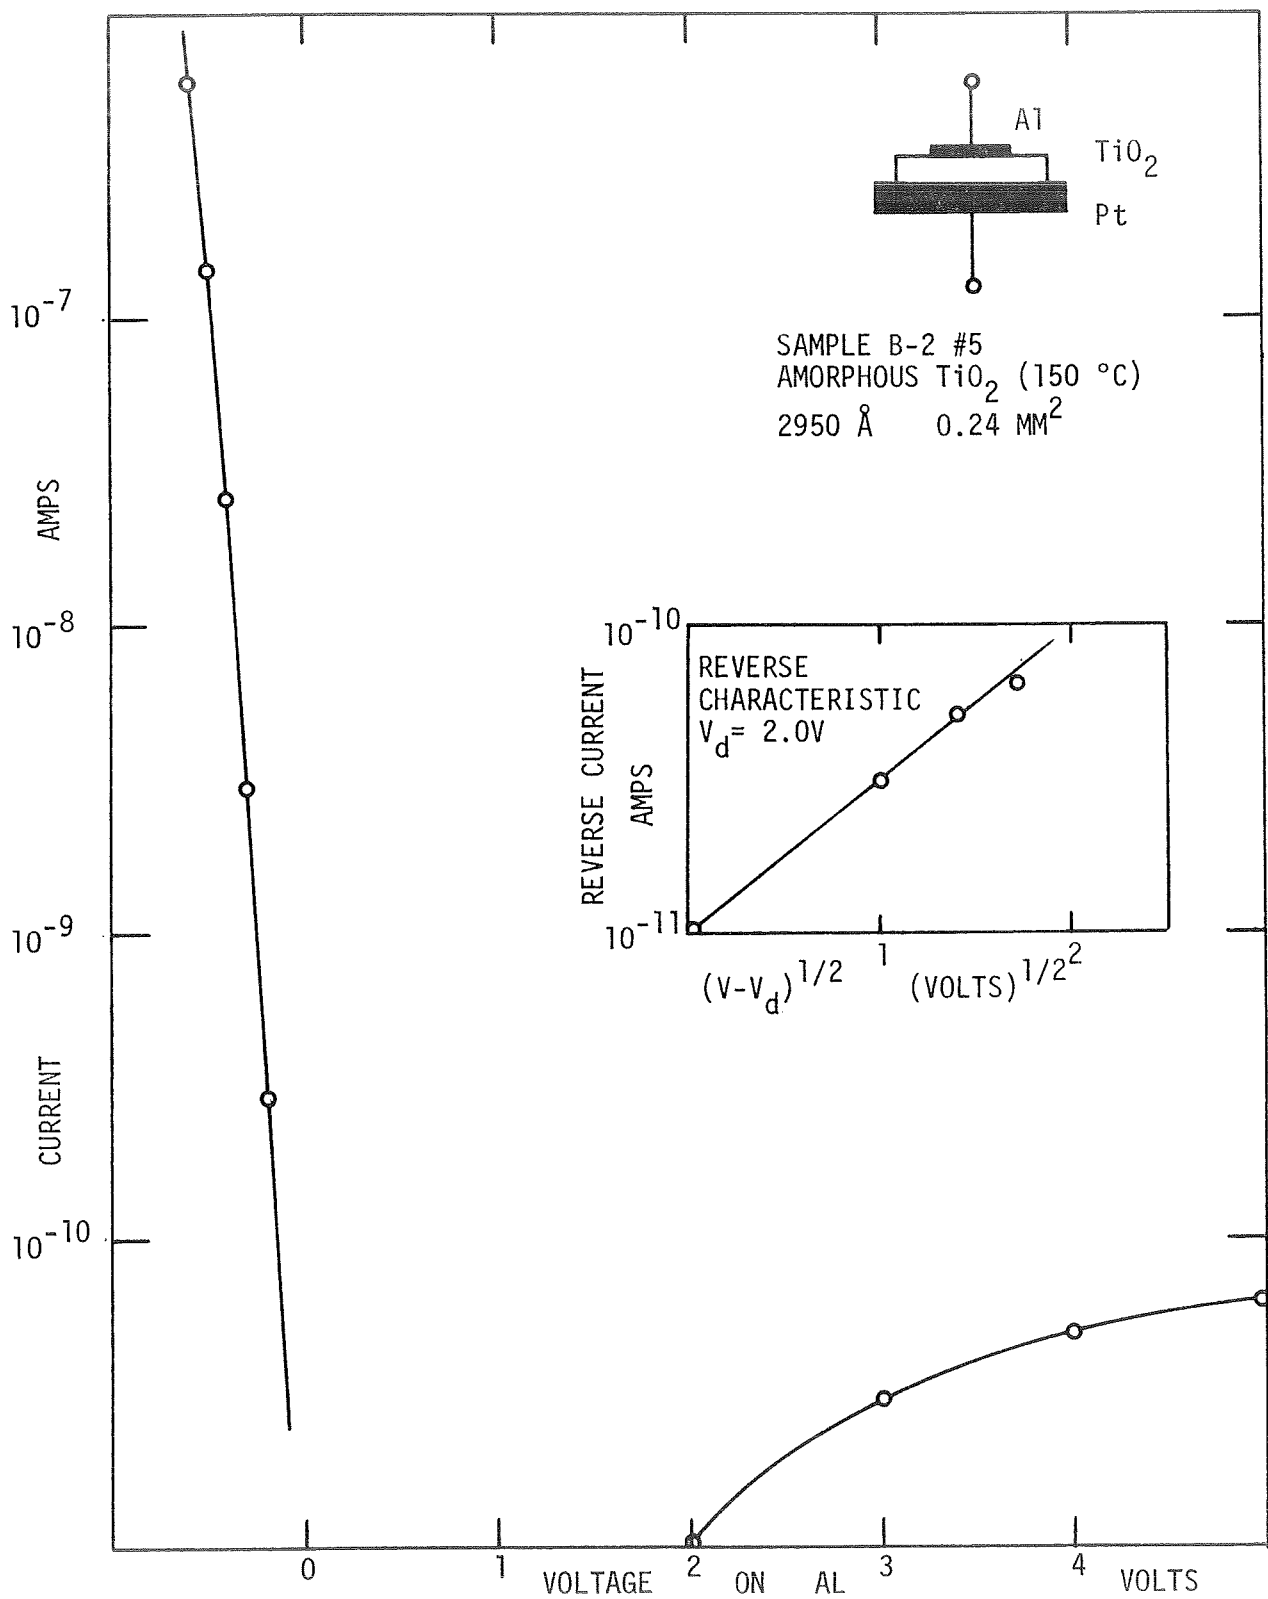 Al
TiO2
Pt
SAMPLE B-2 #5
AMORPHOUS TiO2 (150 °C)
2950 Å 0.24 MM2
10-7
10-8
10-9
10-10
AMPS
CURRENT
10-10
10-11
REVERSE CURRENT
AMPS
REVERSE
CHARACTERISTIC
Vd= 2.0V
1 2
(V-Vd)1/2 (VOLTS)1/2
0 1 2 3 4
VOLTAGE ON AL VOLTS